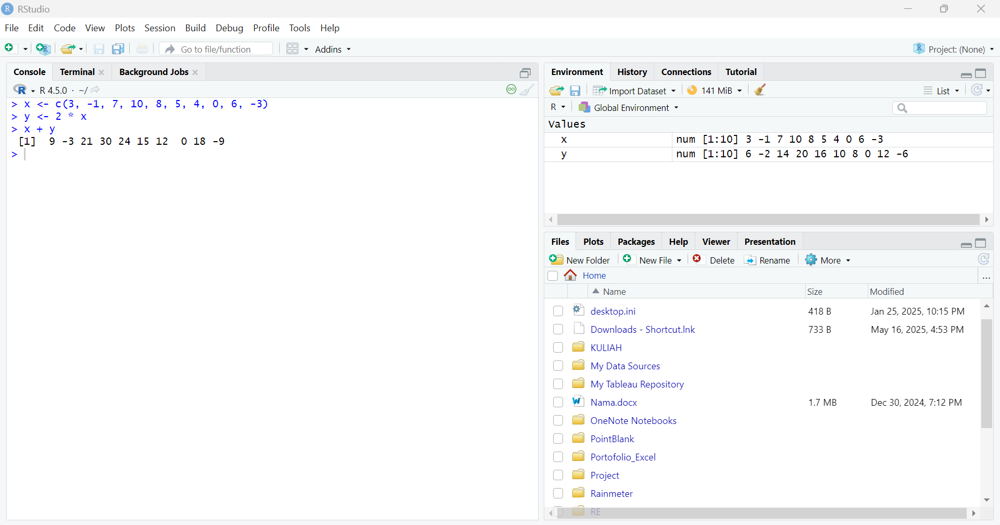 RStudio
File Edit Code View Plots Session Build Debug Profile Tools Help
Go to file/function Addins Project: (None)
Console Terminal Background Jobs
R 4.5.0 · ~/
> x <- c(3, -1, 7, 10, 8, 5, 4, 0, 6, -3)
> y <- 2 * x
> x + y
[1]  9 -3 21 30 24 15 12  0 18 -9
>
Environment History Connections Tutorial
Import Dataset 141 MiB List
R Global Environment
Values
x num [1:10] 3 -1 7 10 8 5 4 0 6 -3
y num [1:10] 6 -2 14 20 16 10 8 0 12 -6
Files Plots Packages Help Viewer Presentation
New Folder New File Delete Rename More
Home ...
Name Size Modified
desktop.ini 418 B Jan 25, 2025, 10:15 PM
Downloads - Shortcut.lnk 733 B May 16, 2025, 4:53 PM
KULIAH
My Data Sources
My Tableau Repository
Nama.docx 1.7 MB Dec 30, 2024, 7:12 PM
OneNote Notebooks
PointBlank
Portofolio_Excel
Project
Rainmeter
RE